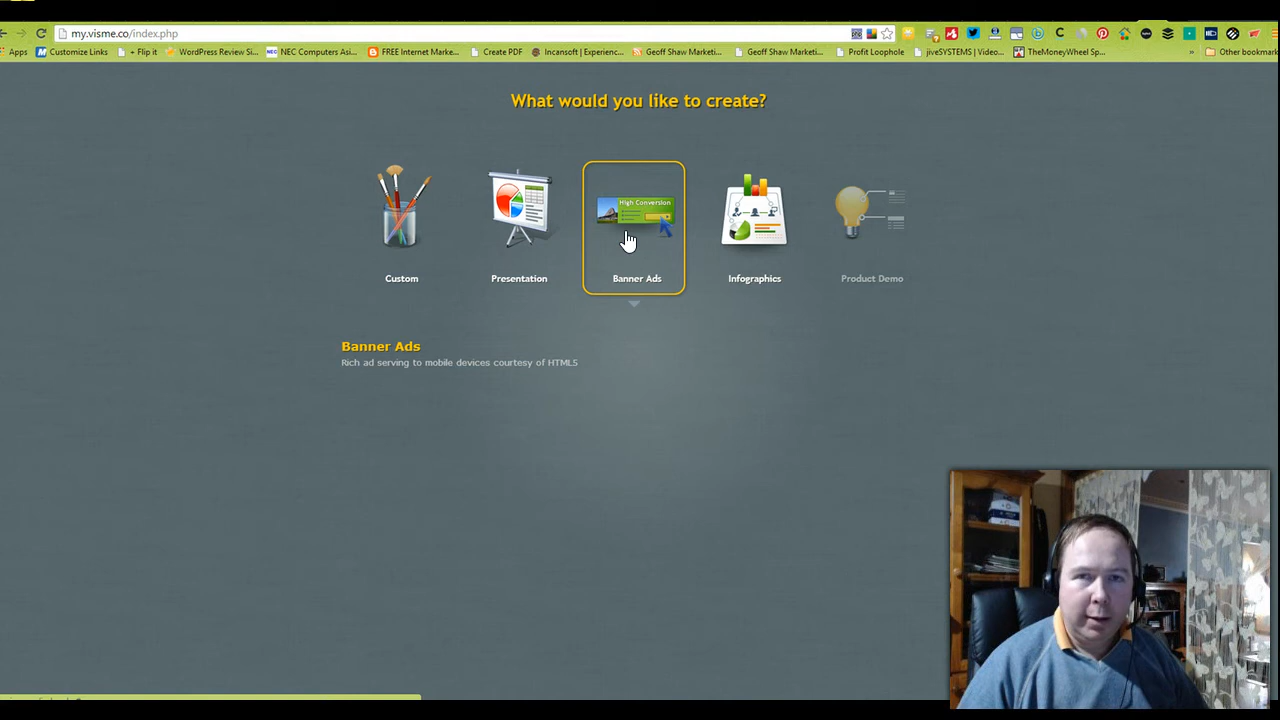 my.visme.co/index.php
Apps Customize Links + Flip it WordPress Review Si... NEC Computers Asi... FREE Internet Marke... Create PDF Incansoft | Experienc... Geoff Shaw Marketi... Geoff Shaw Marketi... Profit Loophole jiveSYSTEMS | Video... TheMoneyWheel Sp... » Other bookmark
What would you like to create?
High Conversion
Custom Presentation Banner Ads Infographics Product Demo
Banner Ads
Rich ad serving to mobile devices courtesy of HTML5